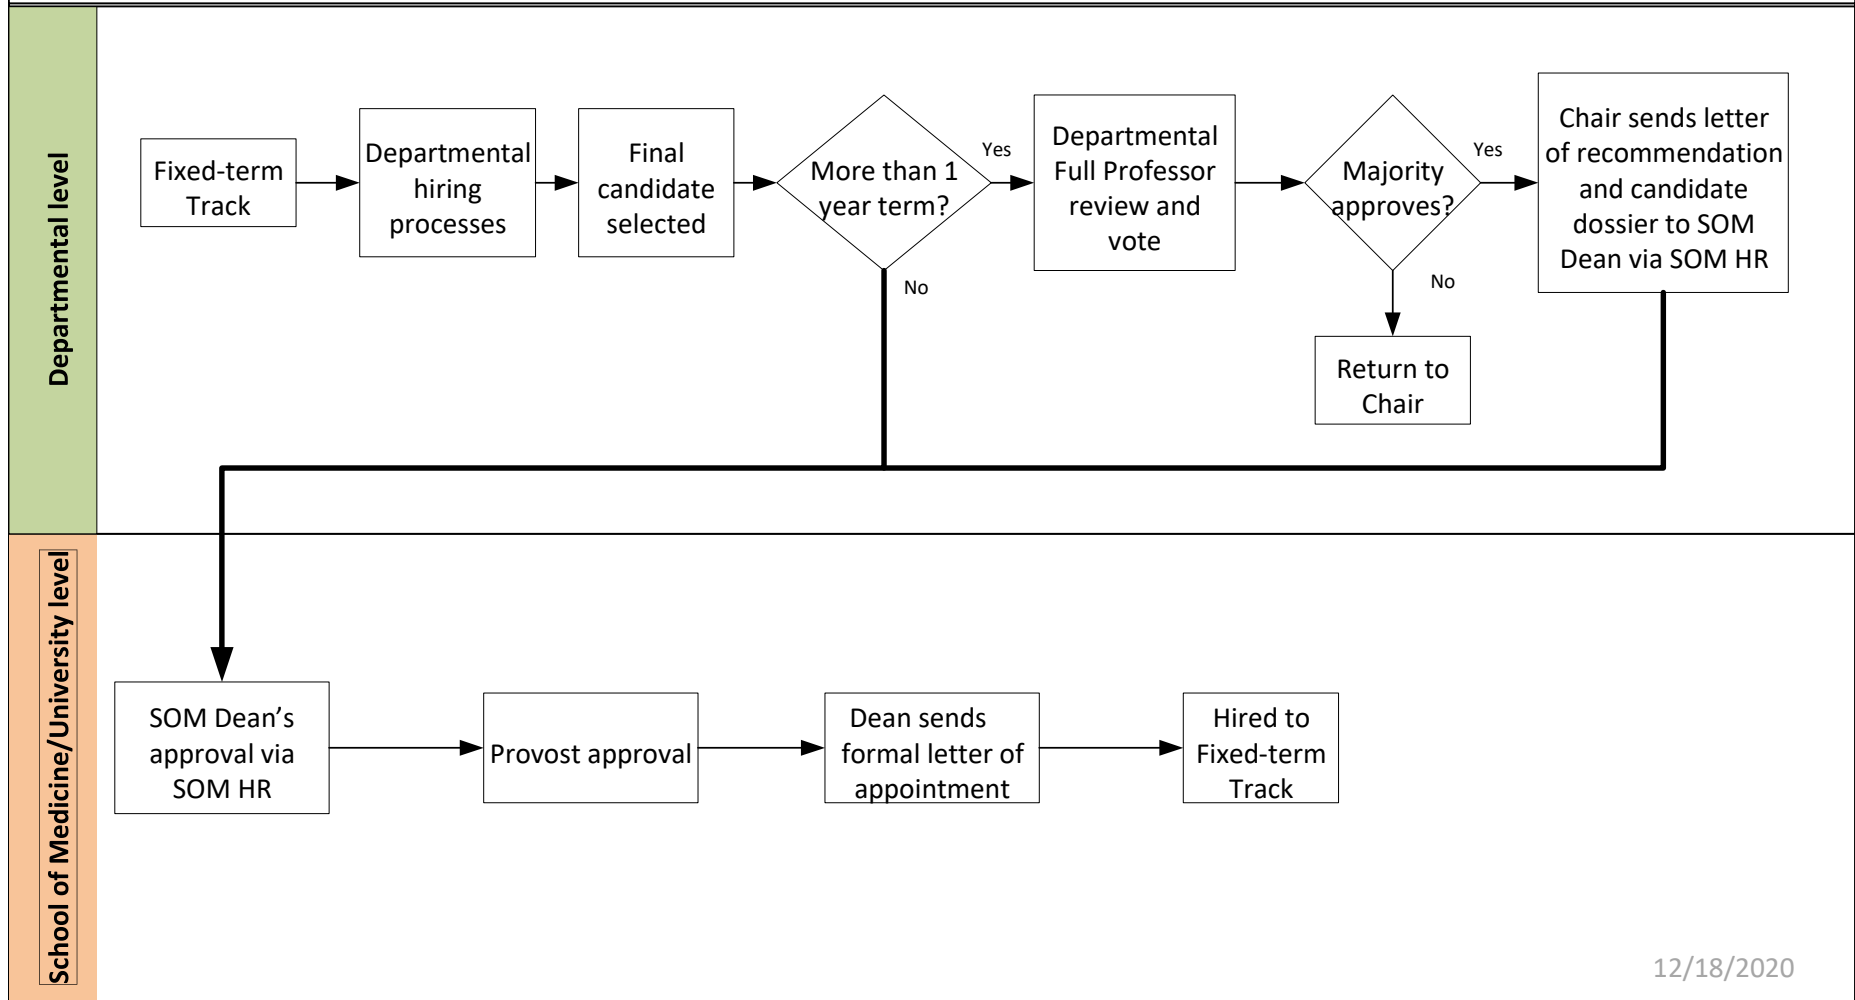 Departmental level
Fixed-term
Track
Departmental
hiring
processes
Final
candidate
selected
More than 1
year term?
Yes
No
Departmental
Full Professor
review and
vote
Majority
approves?
Yes
No
Return to
Chair
Chair sends letter
of recommendation
and candidate
dossier to SOM
Dean via SOM HR
School of Medicine/University level
SOM Dean’s
approval via
SOM HR
Provost approval
Dean sends
formal letter of
appointment
Hired to
Fixed-term
Track
12/18/2020